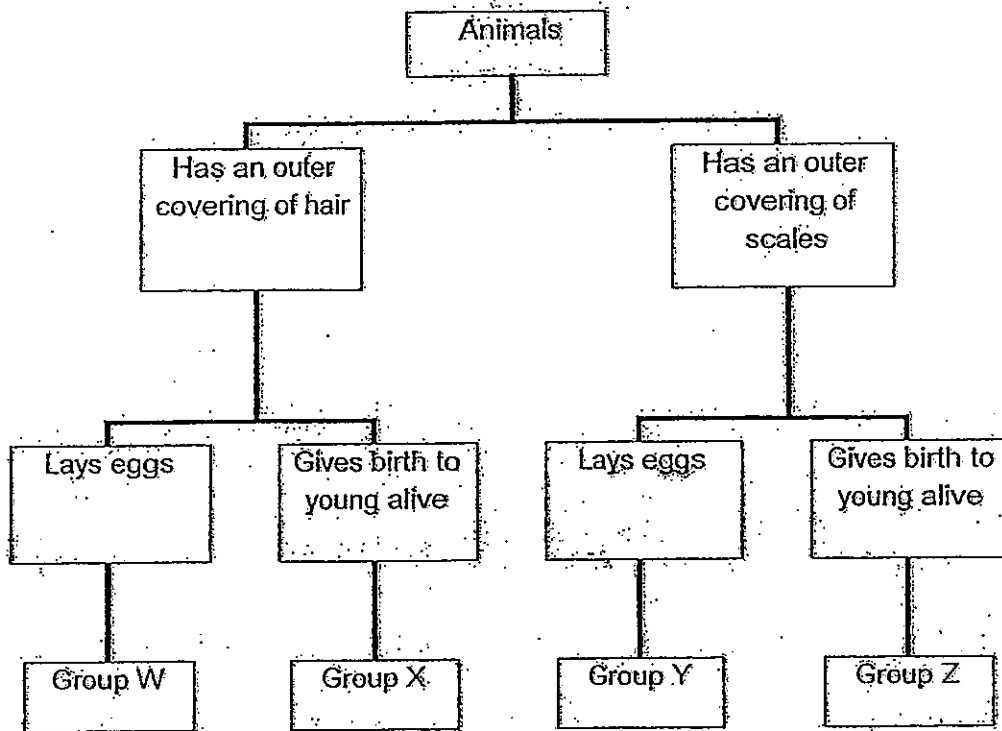 Animals
Has an outer
covering of hair
Has an outer
covering of
scales
Lays eggs
Gives birth to
young alive
Lays eggs
Gives birth to
young alive
Group W
Group X
Group Y
Group Z